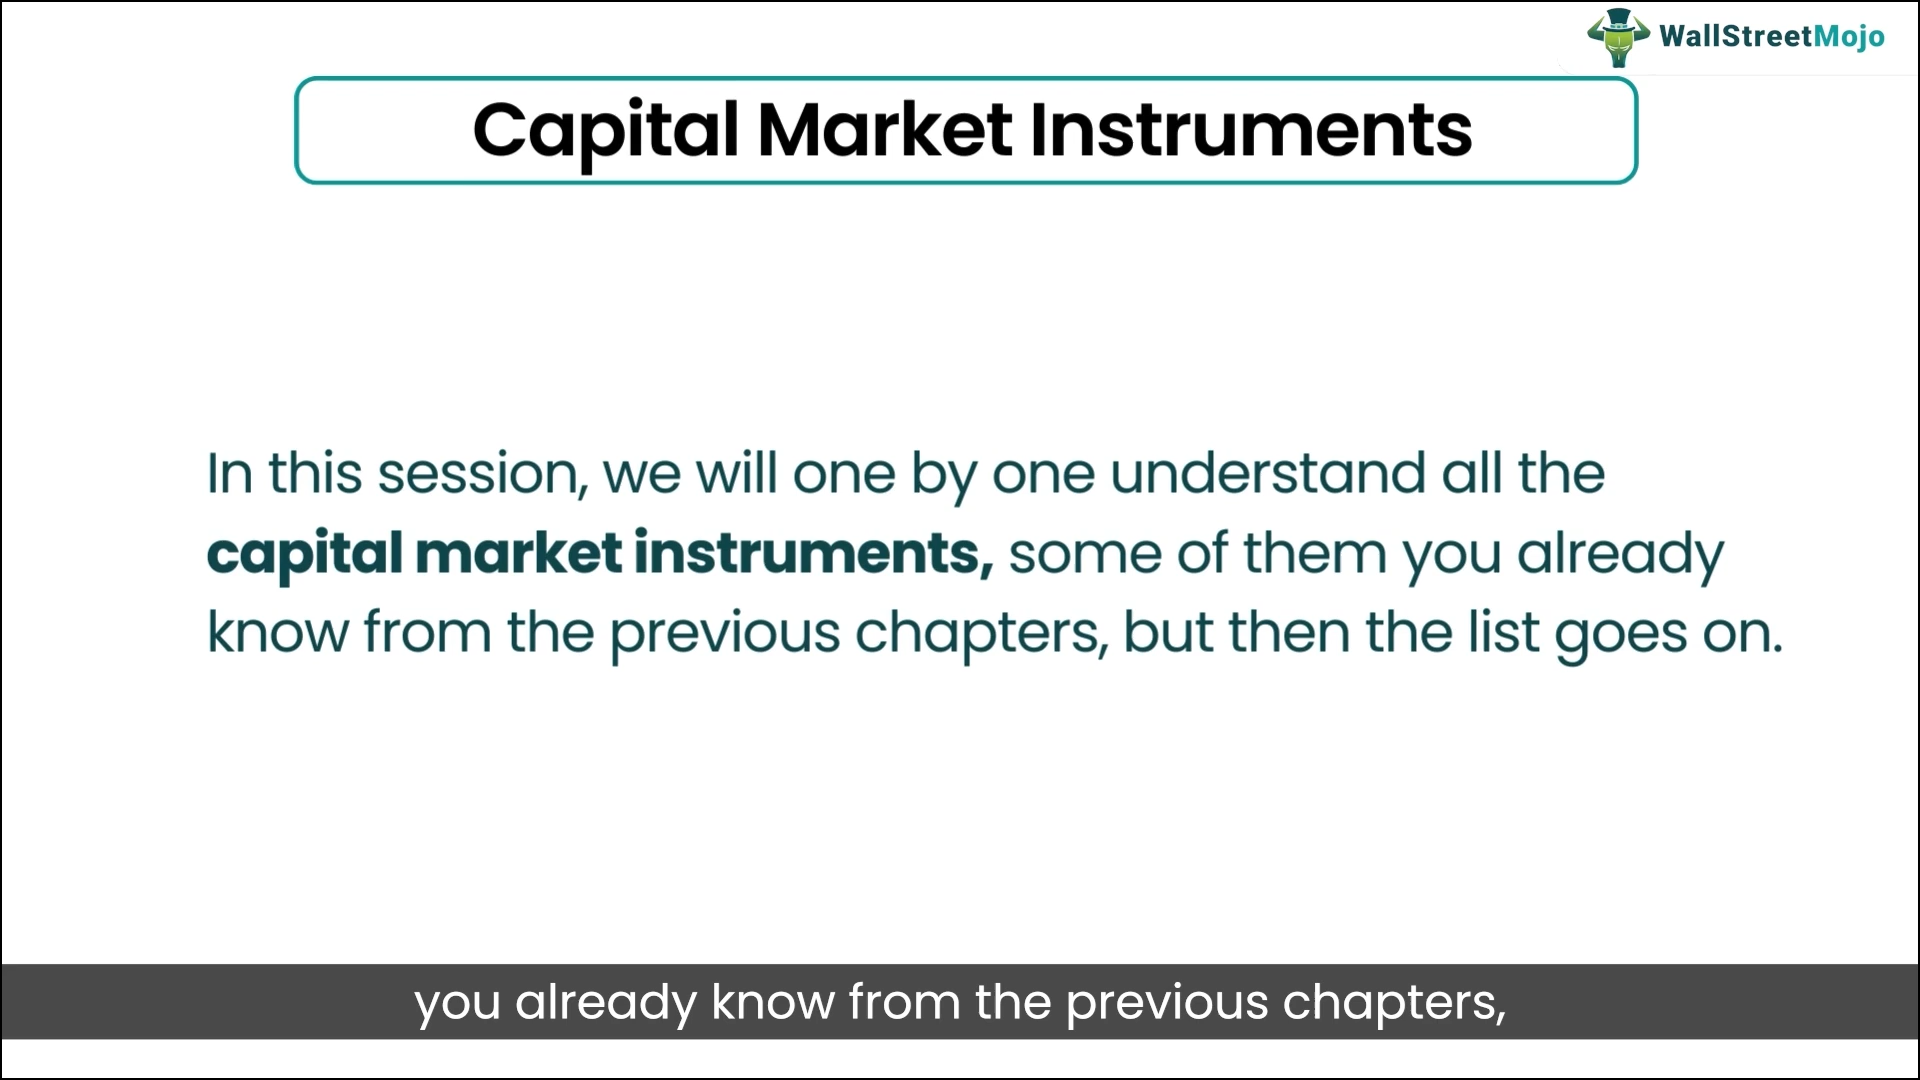 WallStreetMojo
Capital Market Instruments
In this session, we will one by one understand all the
capital market instruments, some of them you already
know from the previous chapters, but then the list goes on.
you already know from the previous chapters,